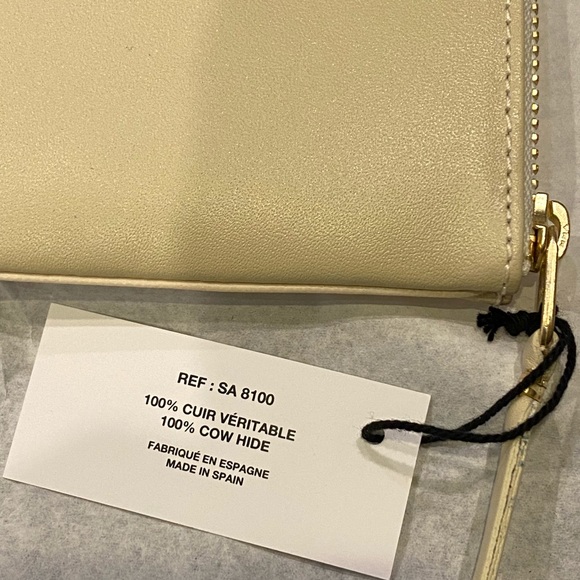 REF : SA 8100
100% CUIR VÉRITABLE
100% COW HIDE
FABRIQUÉ EN ESPAGNE
MADE IN SPAIN